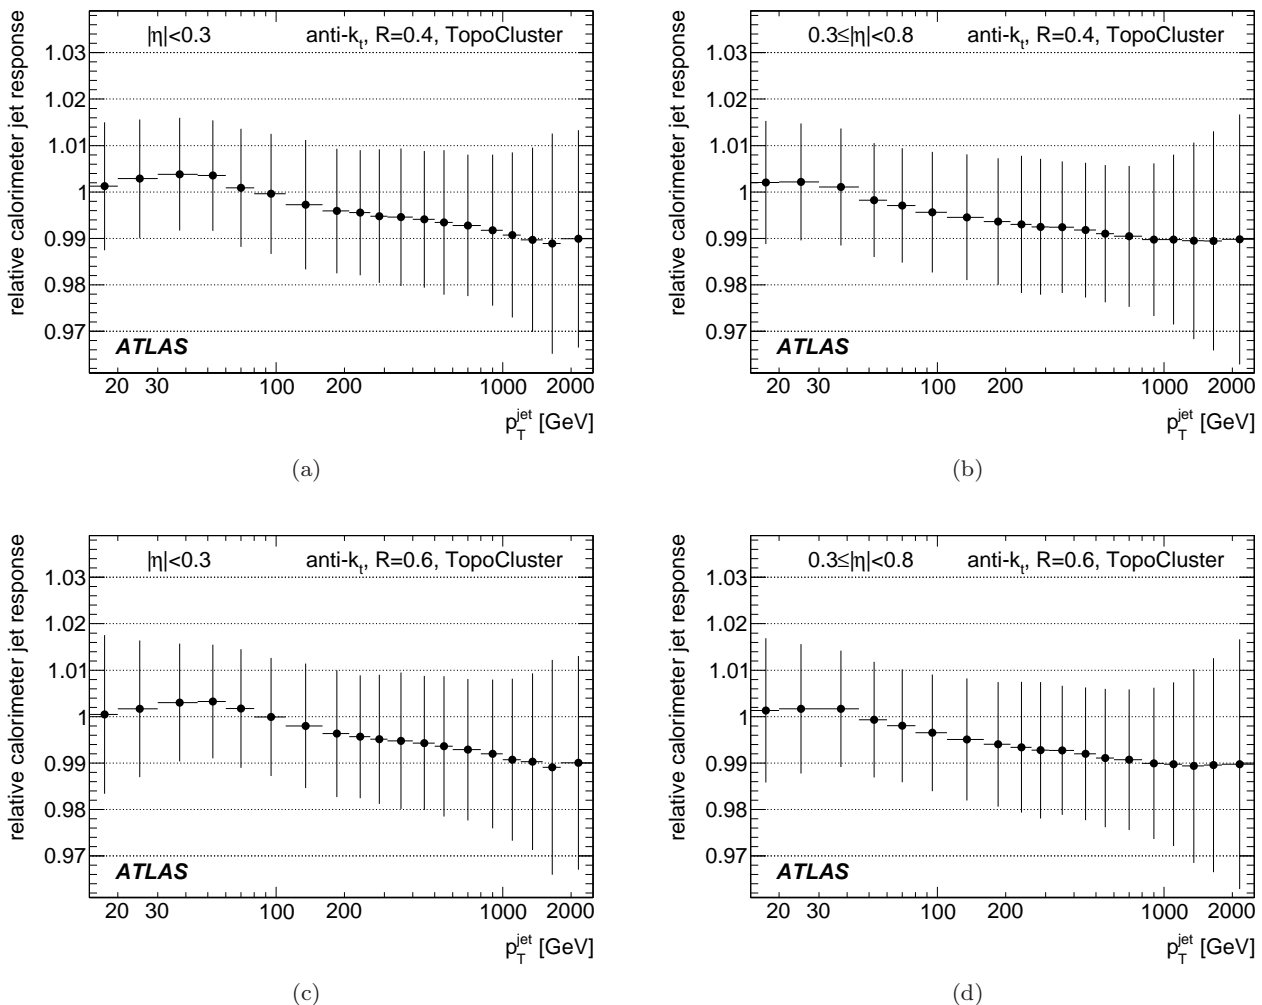 |η|<0.3 anti-k_t, R=0.4, TopoCluster
relative calorimeter jet response
1.03
1.02
1.01
1
0.99
0.98
0.97
ATLAS
20 30 100 200 1000 2000
p_T^jet [GeV]
(a)
0.3≤|η|<0.8 anti-k_t, R=0.4, TopoCluster
relative calorimeter jet response
1.03
1.02
1.01
1
0.99
0.98
0.97
ATLAS
20 30 100 200 1000 2000
p_T^jet [GeV]
(b)
|η|<0.3 anti-k_t, R=0.6, TopoCluster
relative calorimeter jet response
1.03
1.02
1.01
1
0.99
0.98
0.97
ATLAS
20 30 100 200 1000 2000
p_T^jet [GeV]
(c)
0.3≤|η|<0.8 anti-k_t, R=0.6, TopoCluster
relative calorimeter jet response
1.03
1.02
1.01
1
0.99
0.98
0.97
ATLAS
20 30 100 200 1000 2000
p_T^jet [GeV]
(d)